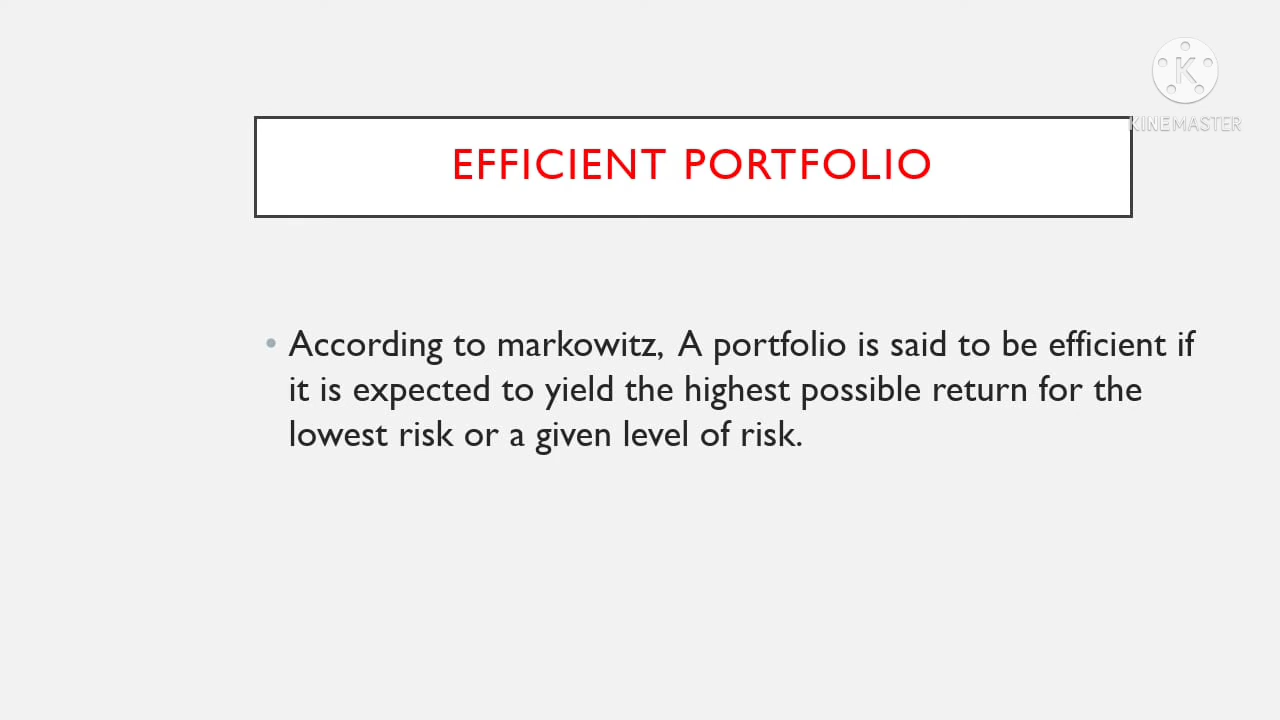 K
KINEMASTER
EFFICIENT PORTFOLIO
• According to markowitz, A portfolio is said to be efficient if
it is expected to yield the highest possible return for the
lowest risk or a given level of risk.